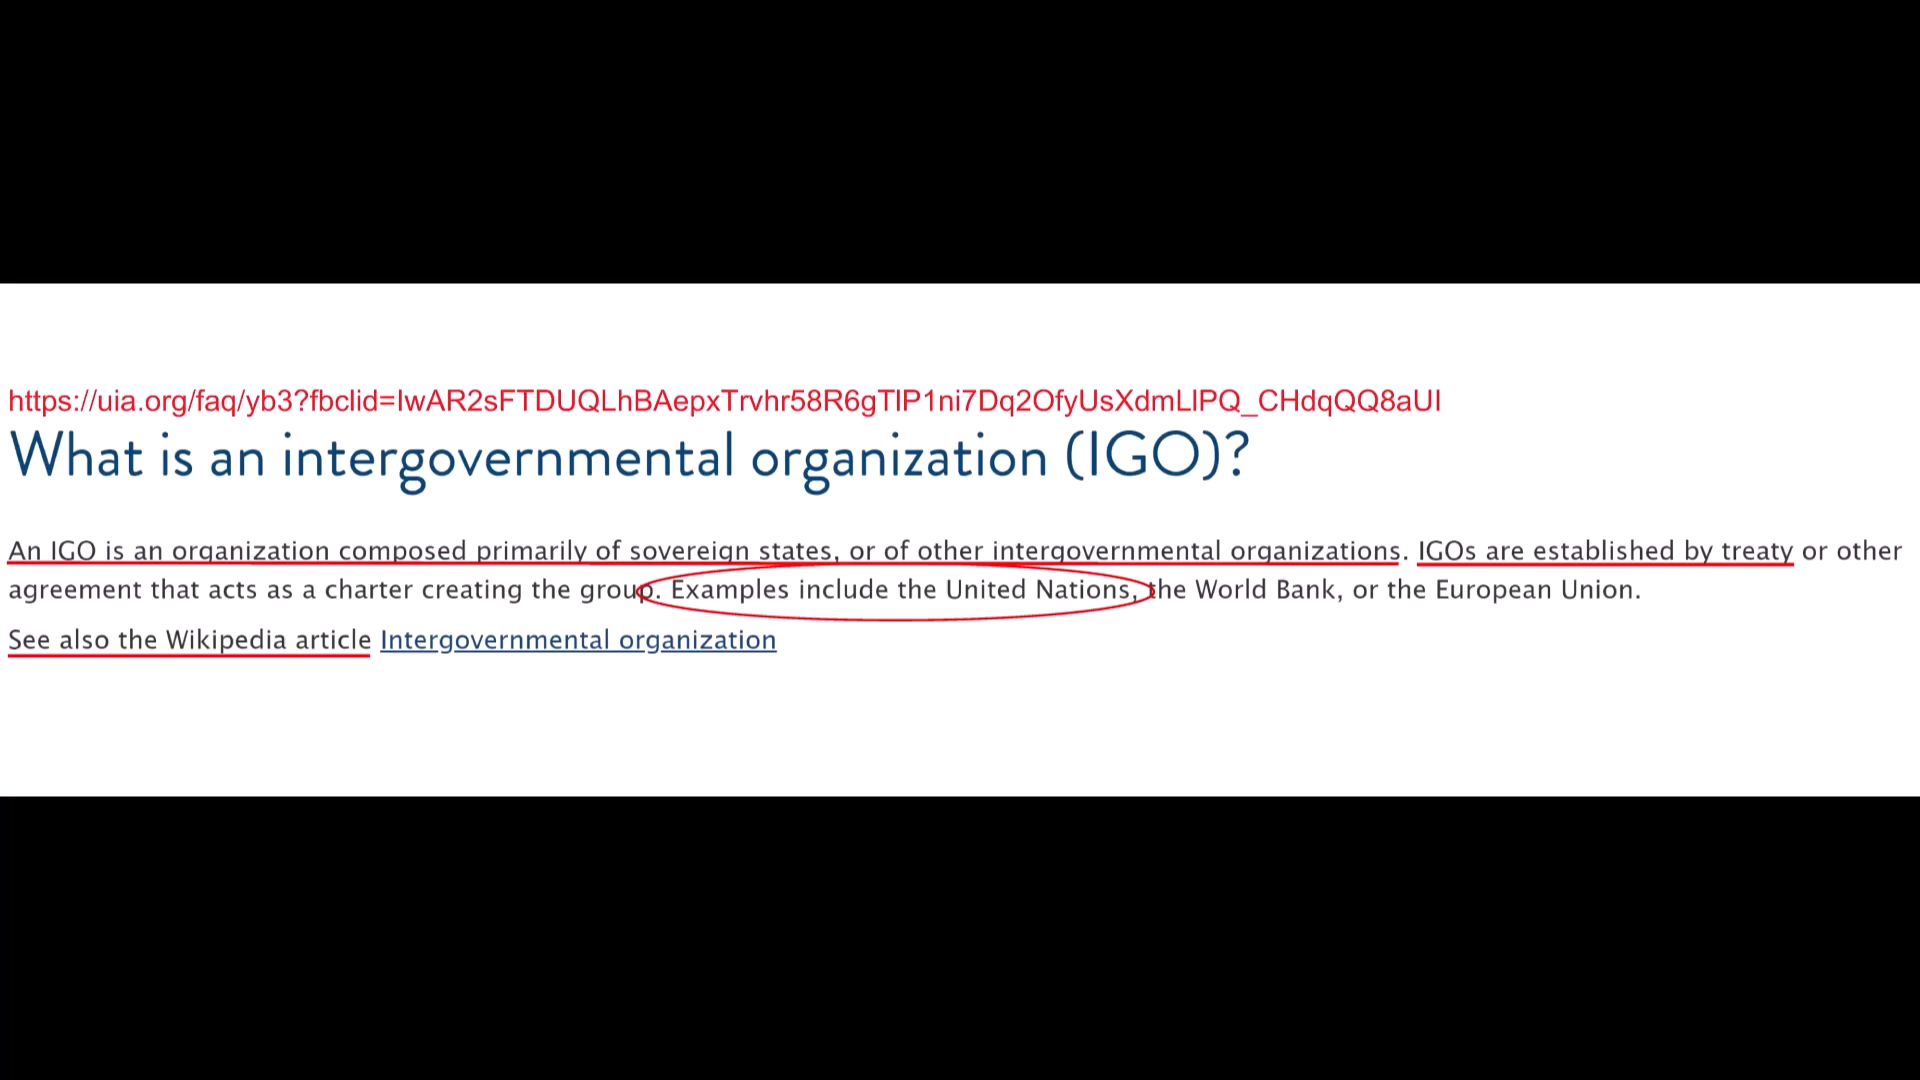 https://uia.org/faq/yb3?fbclid=IwAR2sFTDUQLhBAepxTrvhr58R6gTlP1ni7Dq2OfyUsXdmLlPQ_CHdqQQ8aUI
What is an intergovernmental organization (IGO)?
An IGO is an organization composed primarily of sovereign states, or of other intergovernmental organizations. IGOs are established by treaty or other
agreement that acts as a charter creating the group. Examples include the United Nations, the World Bank, or the European Union.
See also the Wikipedia article Intergovernmental organization